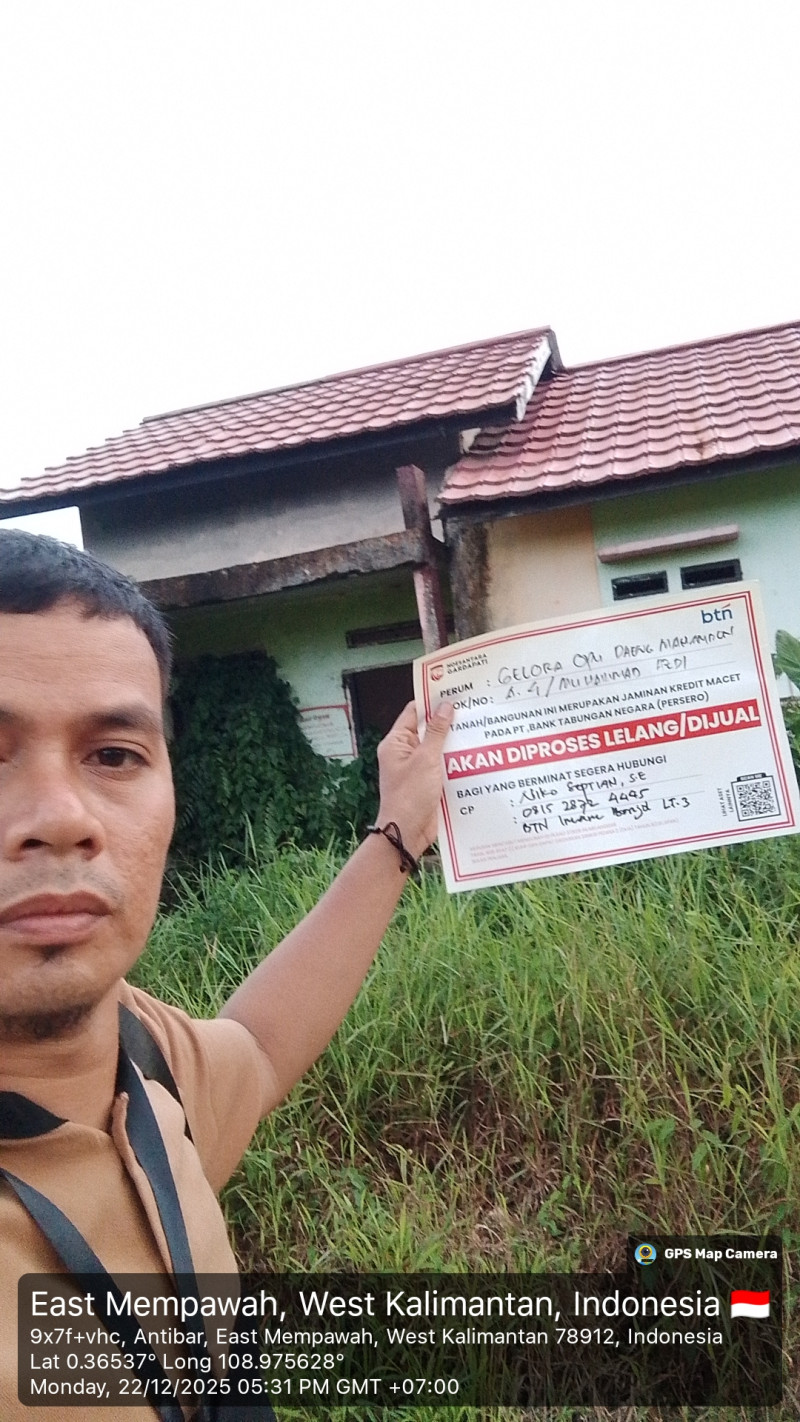 btn
NUSANTARA
GARDAPATI
PERUM : GELORA OPU DAENG MANAMBON
BLOK/NO: A. 4 / MUHAMMAD FEDI
TANAH/BANGUNAN INI MERUPAKAN JAMINAN KREDIT MACET
PADA PT.BANK TABUNGAN NEGARA (PERSERO)
AKAN DIPROSES LELANG/DIJUAL
BAGI YANG BERMINAT SEGERA HUBUNGI
CP : Niko SEPTIAN, SE
: 0815 2872 4495
: BTN Imam Bonjol LT.3
GPS Map Camera
East Mempawah, West Kalimantan, Indonesia
9x7f+vhc, Antibar, East Mempawah, West Kalimantan 78912, Indonesia
Lat 0.36537° Long 108.975628°
Monday, 22/12/2025 05:31 PM GMT +07:00